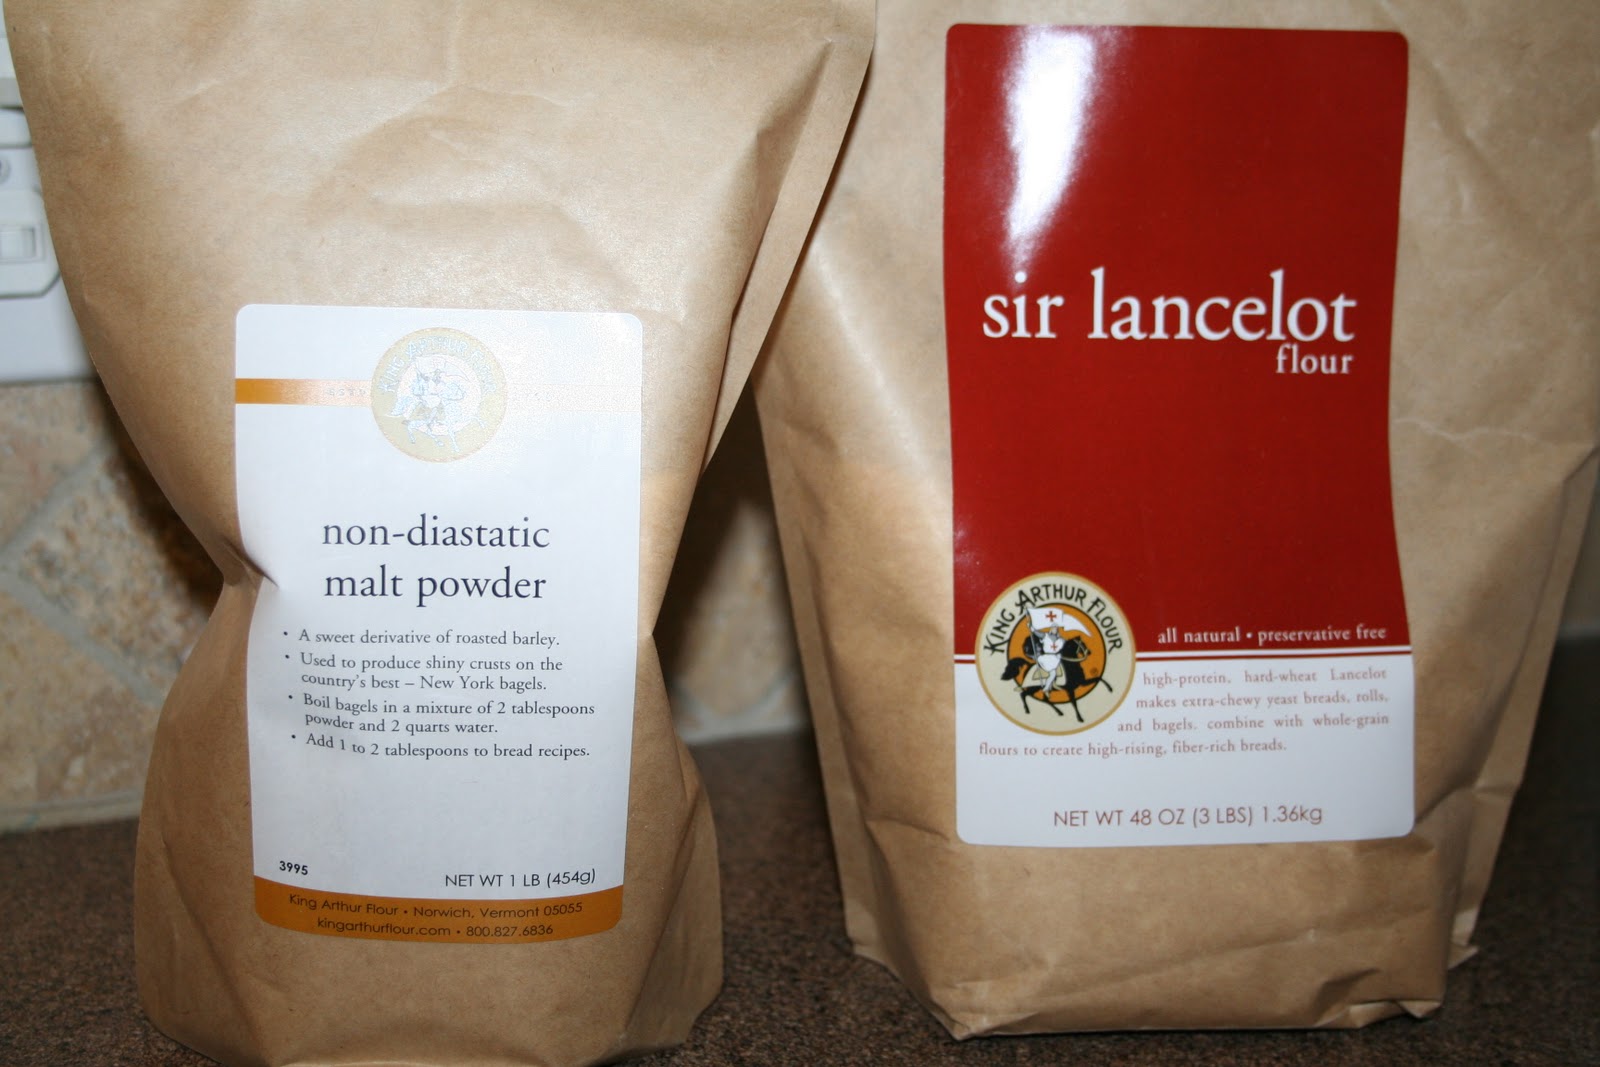 KING ARTHUR FLOUR
non-diastatic
malt powder
• A sweet derivative of roasted barley.
• Used to produce shiny crusts on the
country's best – New York bagels.
• Boil bagels in a mixture of 2 tablespoons
powder and 2 quarts water.
• Add 1 to 2 tablespoons to bread recipes.
3995
NET WT 1 LB (454g)
King Arthur Flour • Norwich, Vermont 05055
kingarthurflour.com • 800.827.6836
sir lancelot
flour
KING ARTHUR FLOUR
all natural • preservative free
high-protein, hard-wheat Lancelot
makes extra-chewy yeast breads, rolls,
and bagels. combine with whole-grain
flours to create high-rising, fiber-rich breads.
NET WT 48 OZ (3 LBS) 1.36kg